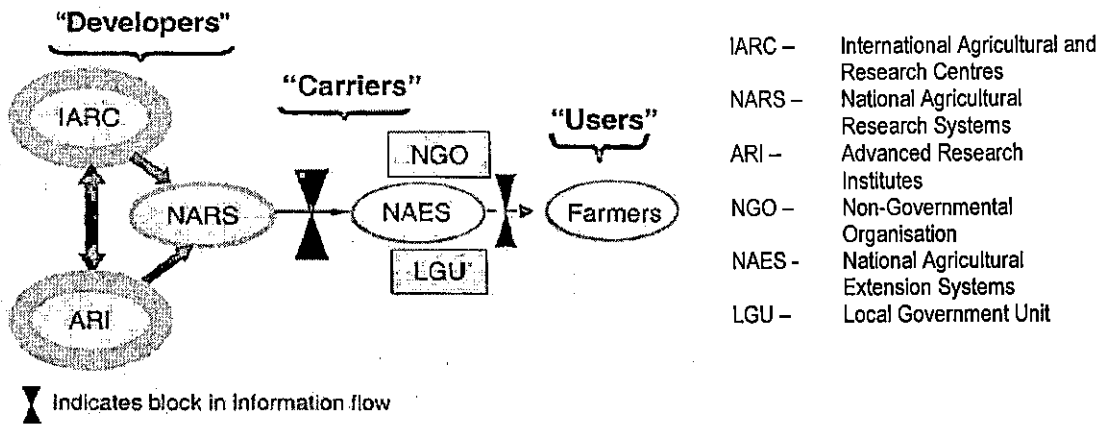 "Developers"
IARC
"Carriers"
"Users"
NGO
NARS
NAES
Farmers
LGU
ARI
Indicates block in information flow
IARC – International Agricultural and
Research Centres
NARS – National Agricultural
Research Systems
ARI – Advanced Research
Institutes
NGO – Non-Governmental
Organisation
NAES - National Agricultural
Extension Systems
LGU – Local Government Unit